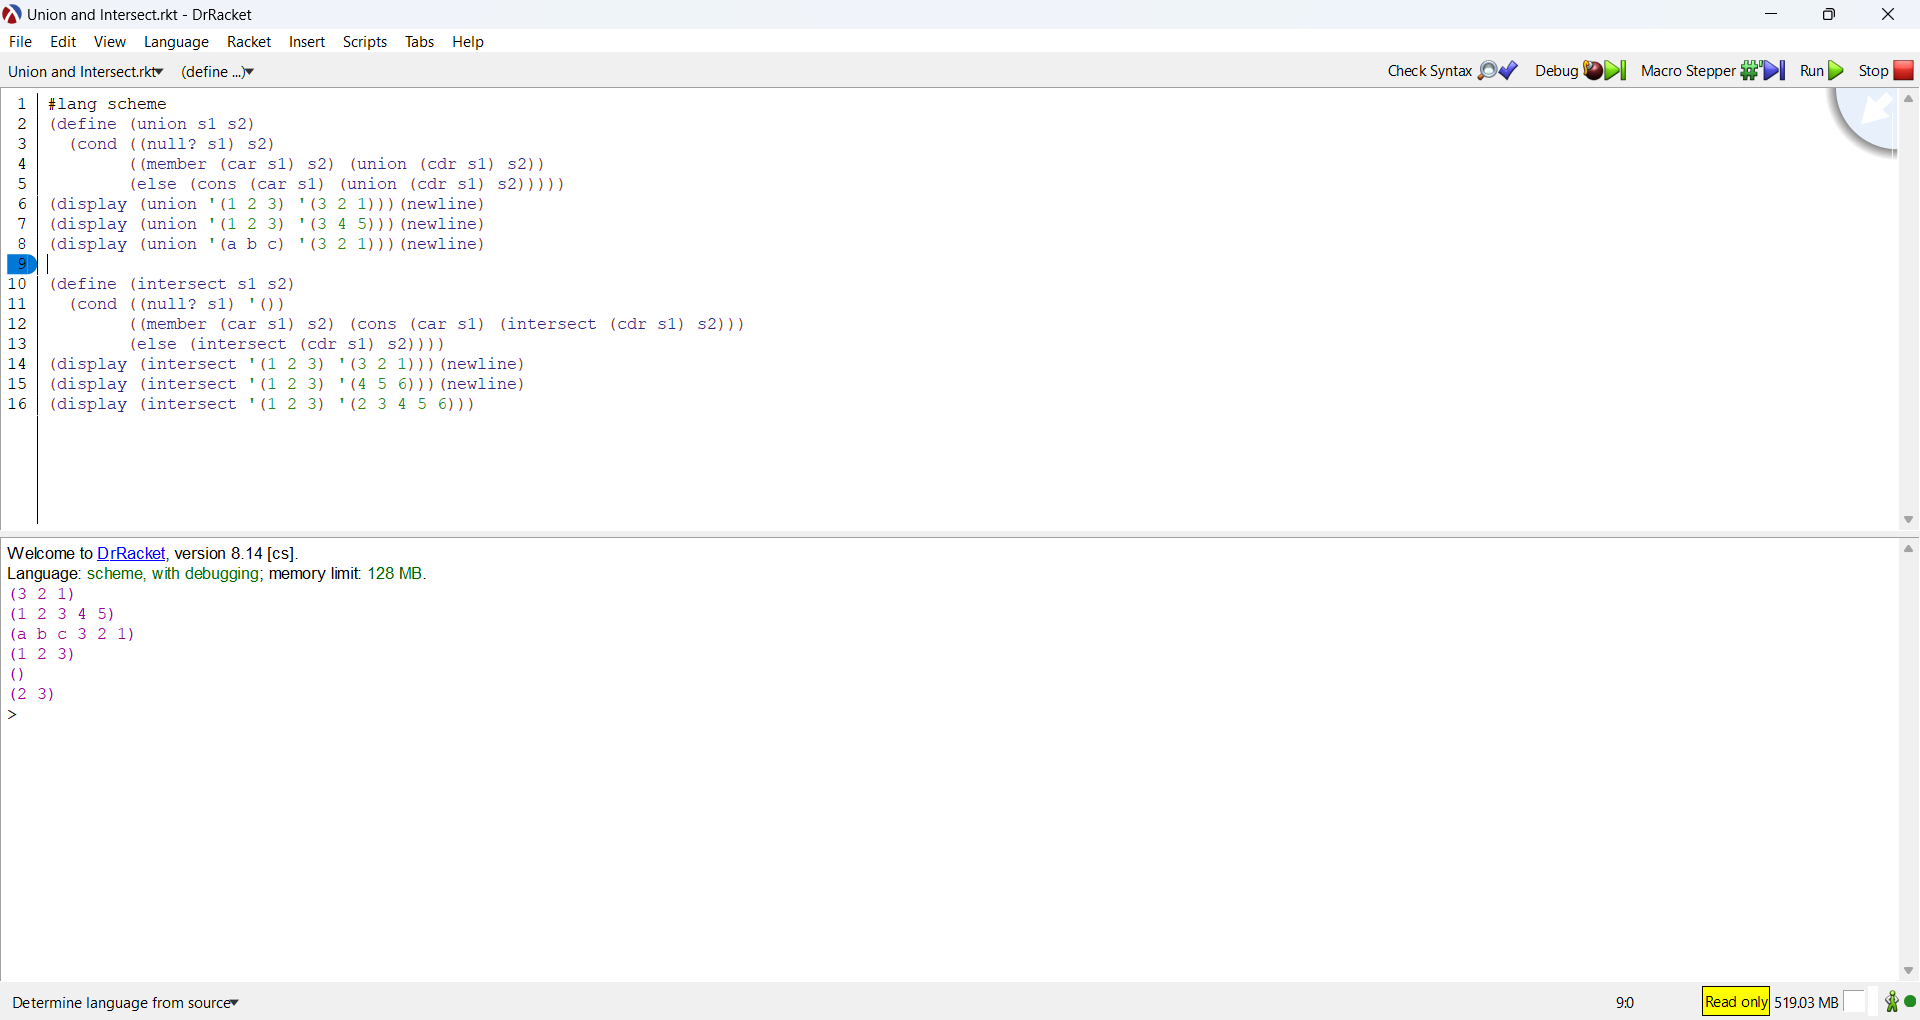 Union and Intersect.rkt - DrRacket
File Edit View Language Racket Insert Scripts Tabs Help
Union and Intersect.rkt (define ...) Check Syntax Debug Macro Stepper Run Stop
1 #lang scheme
2 (define (union s1 s2)
3   (cond ((null? s1) s2)
4         ((member (car s1) s2) (union (cdr s1) s2))
5         (else (cons (car s1) (union (cdr s1) s2)))))
6 (display (union '(1 2 3) '(3 2 1)))(newline)
7 (display (union '(1 2 3) '(3 4 5)))(newline)
8 (display (union '(a b c) '(3 2 1)))(newline)
9
10 (define (intersect s1 s2)
11   (cond ((null? s1) '())
12         ((member (car s1) s2) (cons (car s1) (intersect (cdr s1) s2)))
13         (else (intersect (cdr s1) s2))))
14 (display (intersect '(1 2 3) '(3 2 1)))(newline)
15 (display (intersect '(1 2 3) '(4 5 6)))(newline)
16 (display (intersect '(1 2 3) '(2 3 4 5 6)))
Welcome to DrRacket, version 8.14 [cs].
Language: scheme, with debugging; memory limit: 128 MB.
(3 2 1)
(1 2 3 4 5)
(a b c 3 2 1)
(1 2 3)
()
(2 3)
>
Determine language from source 9:0 Read only 519.03 MB